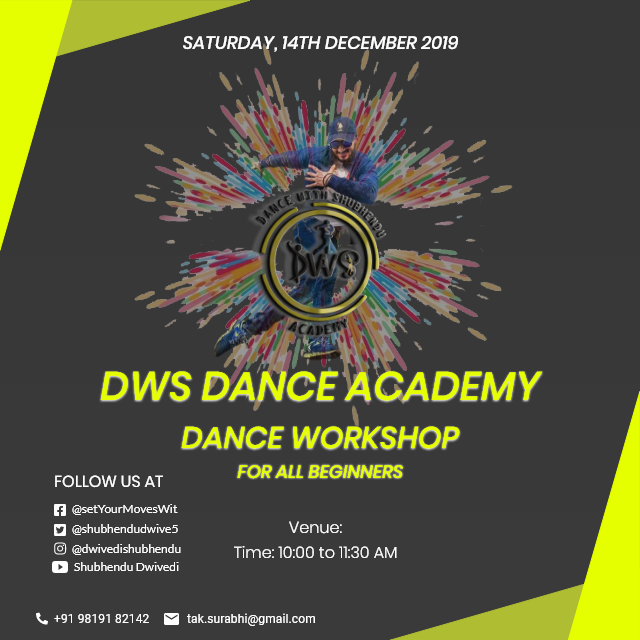 SATURDAY, 14TH DECEMBER 2019
DANCE WITH SHUBHENDU
DWS
ACADEMY
DWS DANCE ACADEMY
DANCE WORKSHOP
FOR ALL BEGINNERS
FOLLOW US AT
@setYourMovesWit
@shubhendudwive5
@dwivedishubhendu
Shubhendu Dwivedi
Venue:
Time: 10:00 to 11:30 AM
+91 98191 82142 tak.surabhi@gmail.com